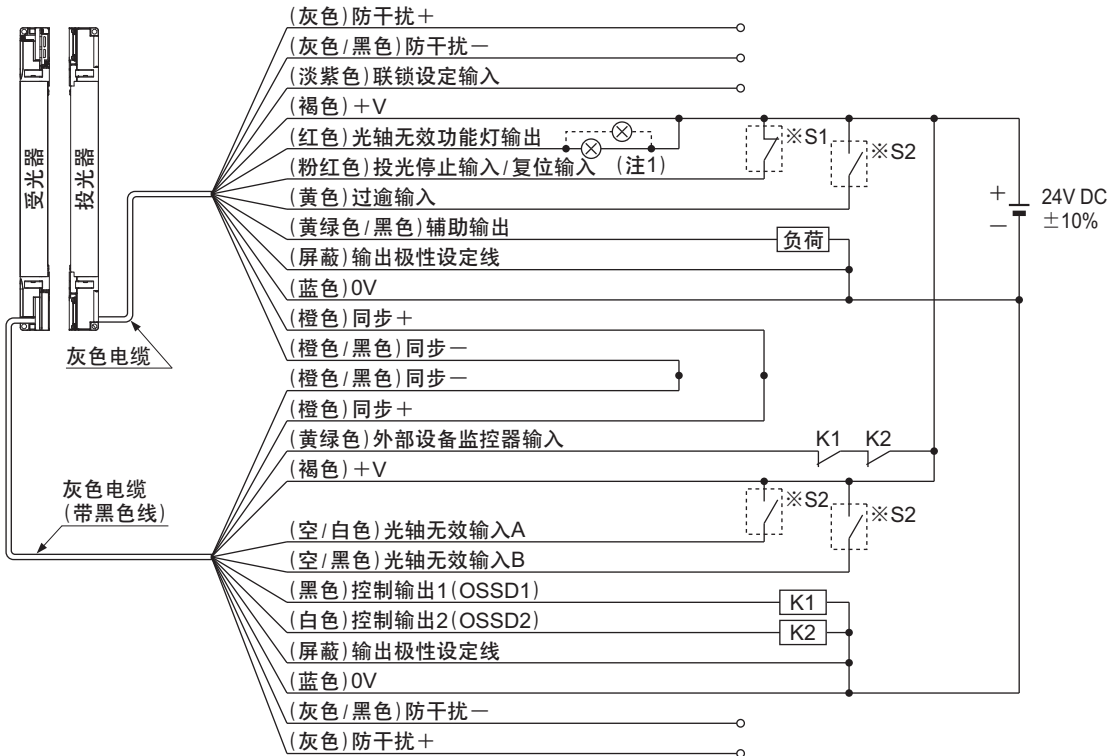 (灰色)防干扰＋
(灰色/黑色)防干扰－
(淡紫色)联锁设定输入
(褐色)＋V
(红色)光轴无效功能灯输出
(注1)
(粉红色)投光停止输入/复位输入
(黄色)过逾输入
(黄绿色/黑色)辅助输出
(屏蔽)输出极性设定线
(蓝色)0V
(橙色)同步＋
(橙色/黑色)同步－
(橙色/黑色)同步－
(橙色)同步＋
(黄绿色)外部设备监控器输入
(褐色)＋V
(空/白色)光轴无效输入A
(空/黑色)光轴无效输入B
(黑色)控制输出1(OSSD1)
(白色)控制输出2(OSSD2)
(屏蔽)输出极性设定线
(蓝色)0V
(灰色/黑色)防干扰－
(灰色)防干扰＋
受光器
投光器
灰色电缆
灰色电缆
(带黑色线)
※S1
※S2
负荷
＋
－
24V DC
±10%
K1
K2
※S2
※S2
K1
K2